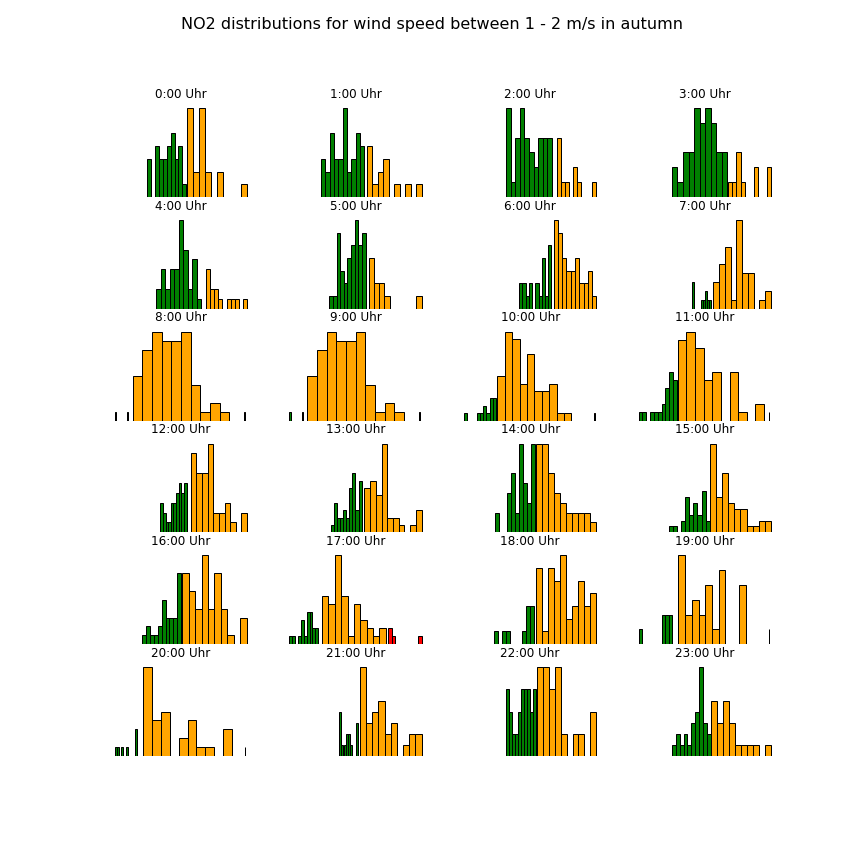 NO2 distributions for wind speed between 1 - 2 m/s in autumn
0:00 Uhr
1:00 Uhr
2:00 Uhr
3:00 Uhr
4:00 Uhr
5:00 Uhr
6:00 Uhr
7:00 Uhr
8:00 Uhr
9:00 Uhr
10:00 Uhr
11:00 Uhr
12:00 Uhr
13:00 Uhr
14:00 Uhr
15:00 Uhr
16:00 Uhr
17:00 Uhr
18:00 Uhr
19:00 Uhr
20:00 Uhr
21:00 Uhr
22:00 Uhr
23:00 Uhr